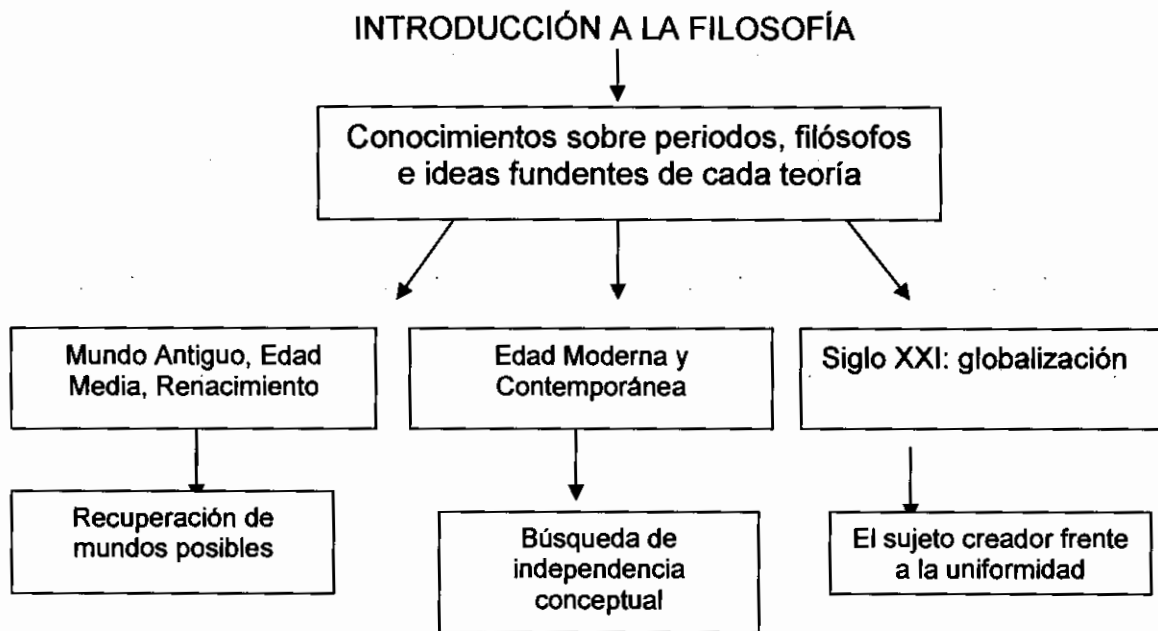 INTRODUCCIÓN A LA FILOSOFÍA
Conocimientos sobre periodos, filósofos
e ideas fundentes de cada teoría
Mundo Antiguo, Edad
Media, Renacimiento
Edad Moderna y
Contemporánea
Siglo XXI: globalización
Recuperación de
mundos posibles
Búsqueda de
independencia
conceptual
El sujeto creador frente
a la uniformidad